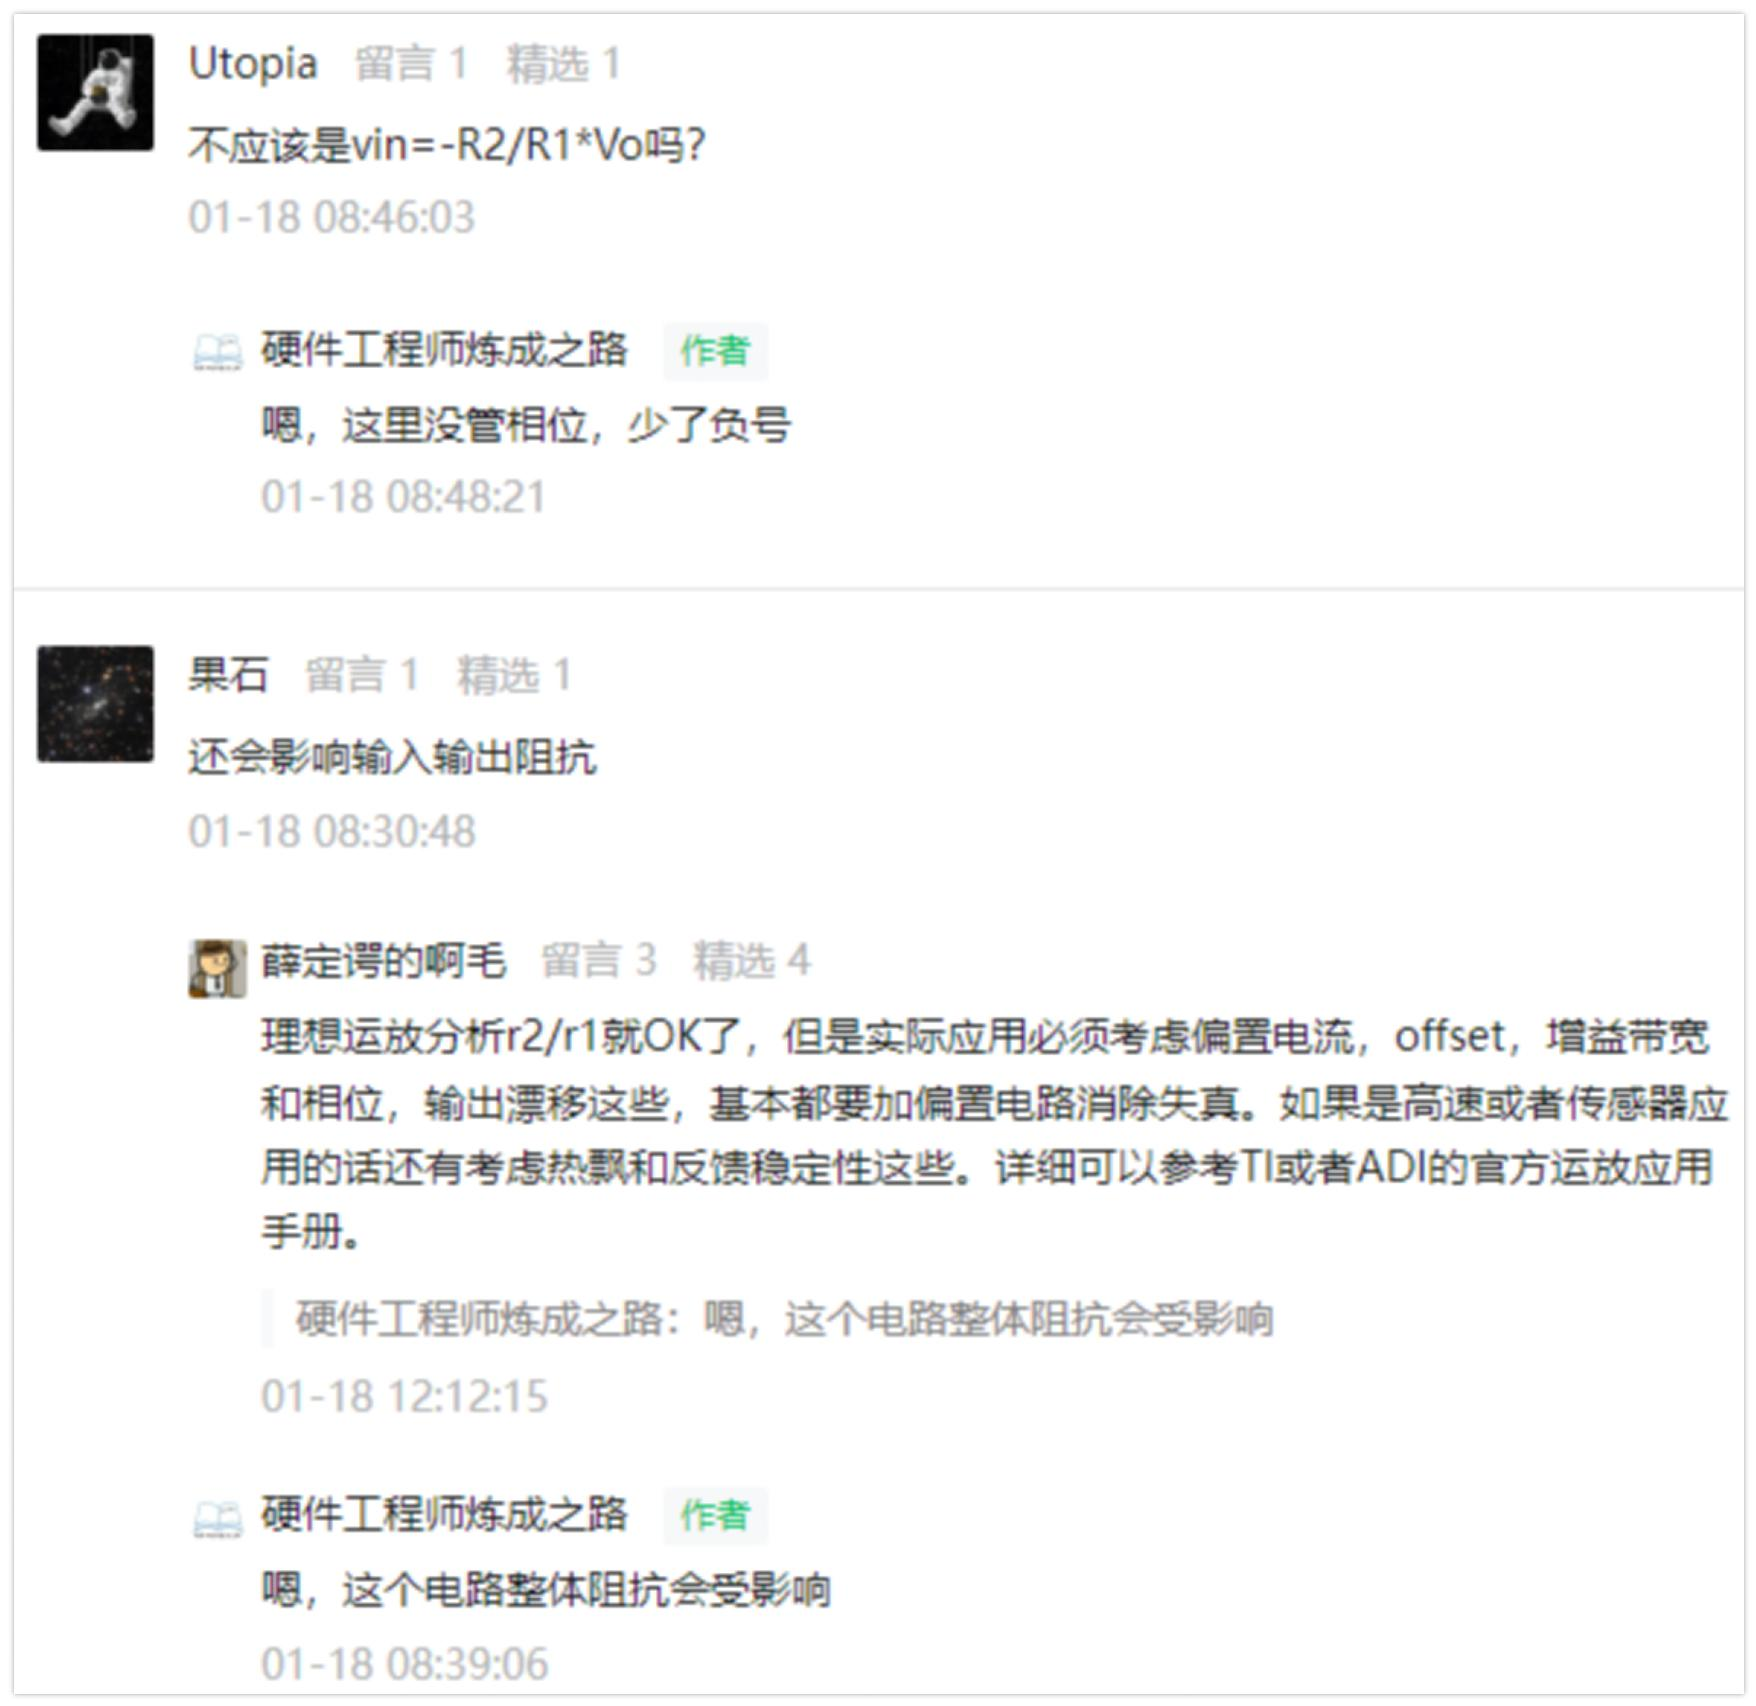 Utopia 留言 1 精选 1
不应该是vin=-R2/R1*Vo吗?
01-18 08:46:03
硬件工程师炼成之路 作者
嗯，这里没管相位，少了负号
01-18 08:48:21
果石 留言 1 精选 1
还会影响输入输出阻抗
01-18 08:30:48
薛定谔的啊毛 留言 3 精选 4
理想运放分析r2/r1就OK了，但是实际应用必须考虑偏置电流，offset，增益带宽
和相位，输出漂移这些，基本都要加偏置电路消除失真。如果是高速或者传感器应
用的话还有考虑热飘和反馈稳定性这些。详细可以参考TI或者ADI的官方运放应用
手册。
硬件工程师炼成之路：嗯，这个电路整体阻抗会受影响
01-18 12:12:15
硬件工程师炼成之路 作者
嗯，这个电路整体阻抗会受影响
01-18 08:39:06